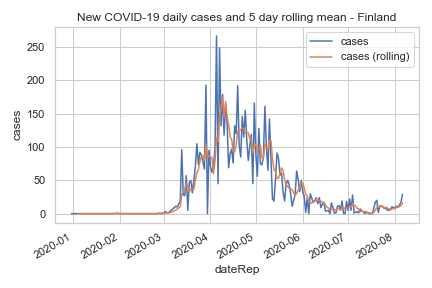 New COVID-19 daily cases and 5 day rolling mean - Finland
cases
cases (rolling)
250
200
150
100
50
0
cases
2020-01
2020-02
2020-03
2020-04
2020-05
2020-06
2020-07
2020-08
dateRep